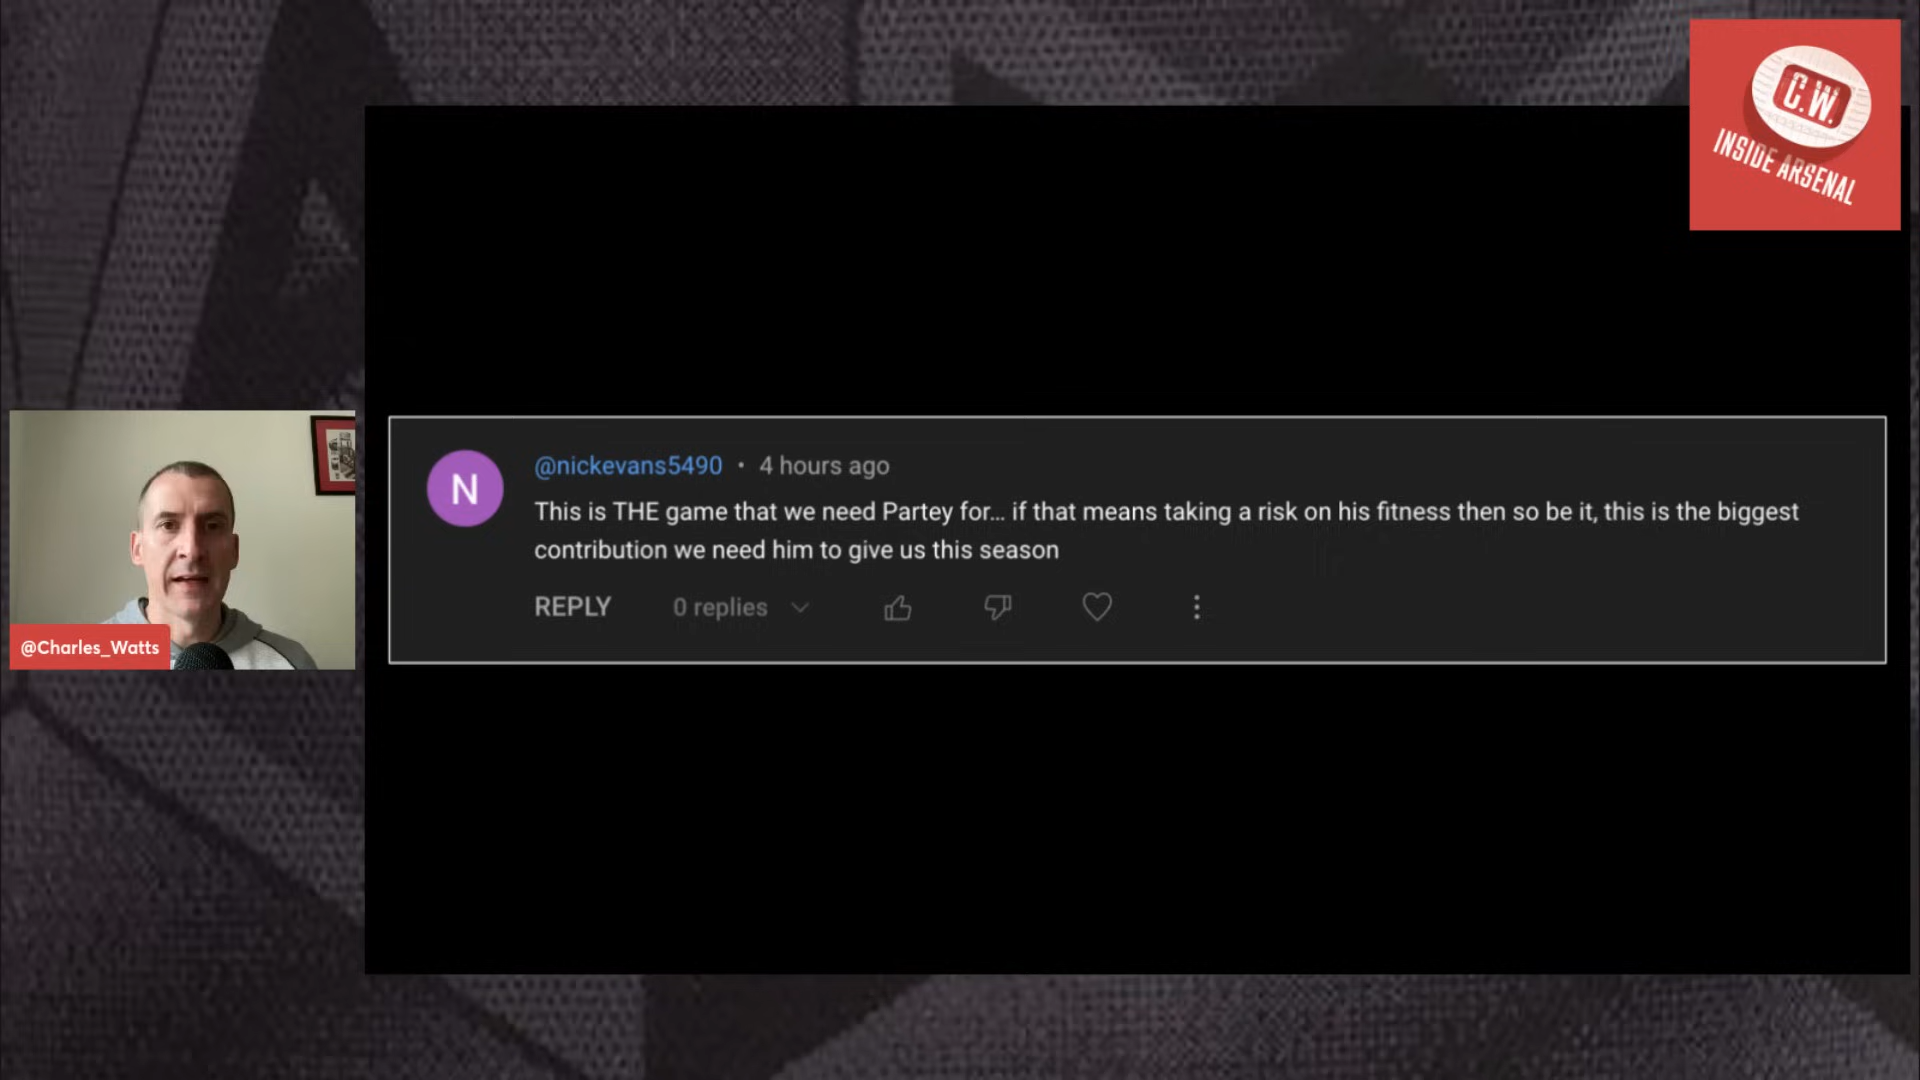 C.W.
INSIDE ARSENAL
N
@nickevans5490 • 4 hours ago
This is THE game that we need Partey for... if that means taking a risk on his fitness then so be it, this is the biggest
contribution we need him to give us this season
REPLY 0 replies
@Charles_Watts